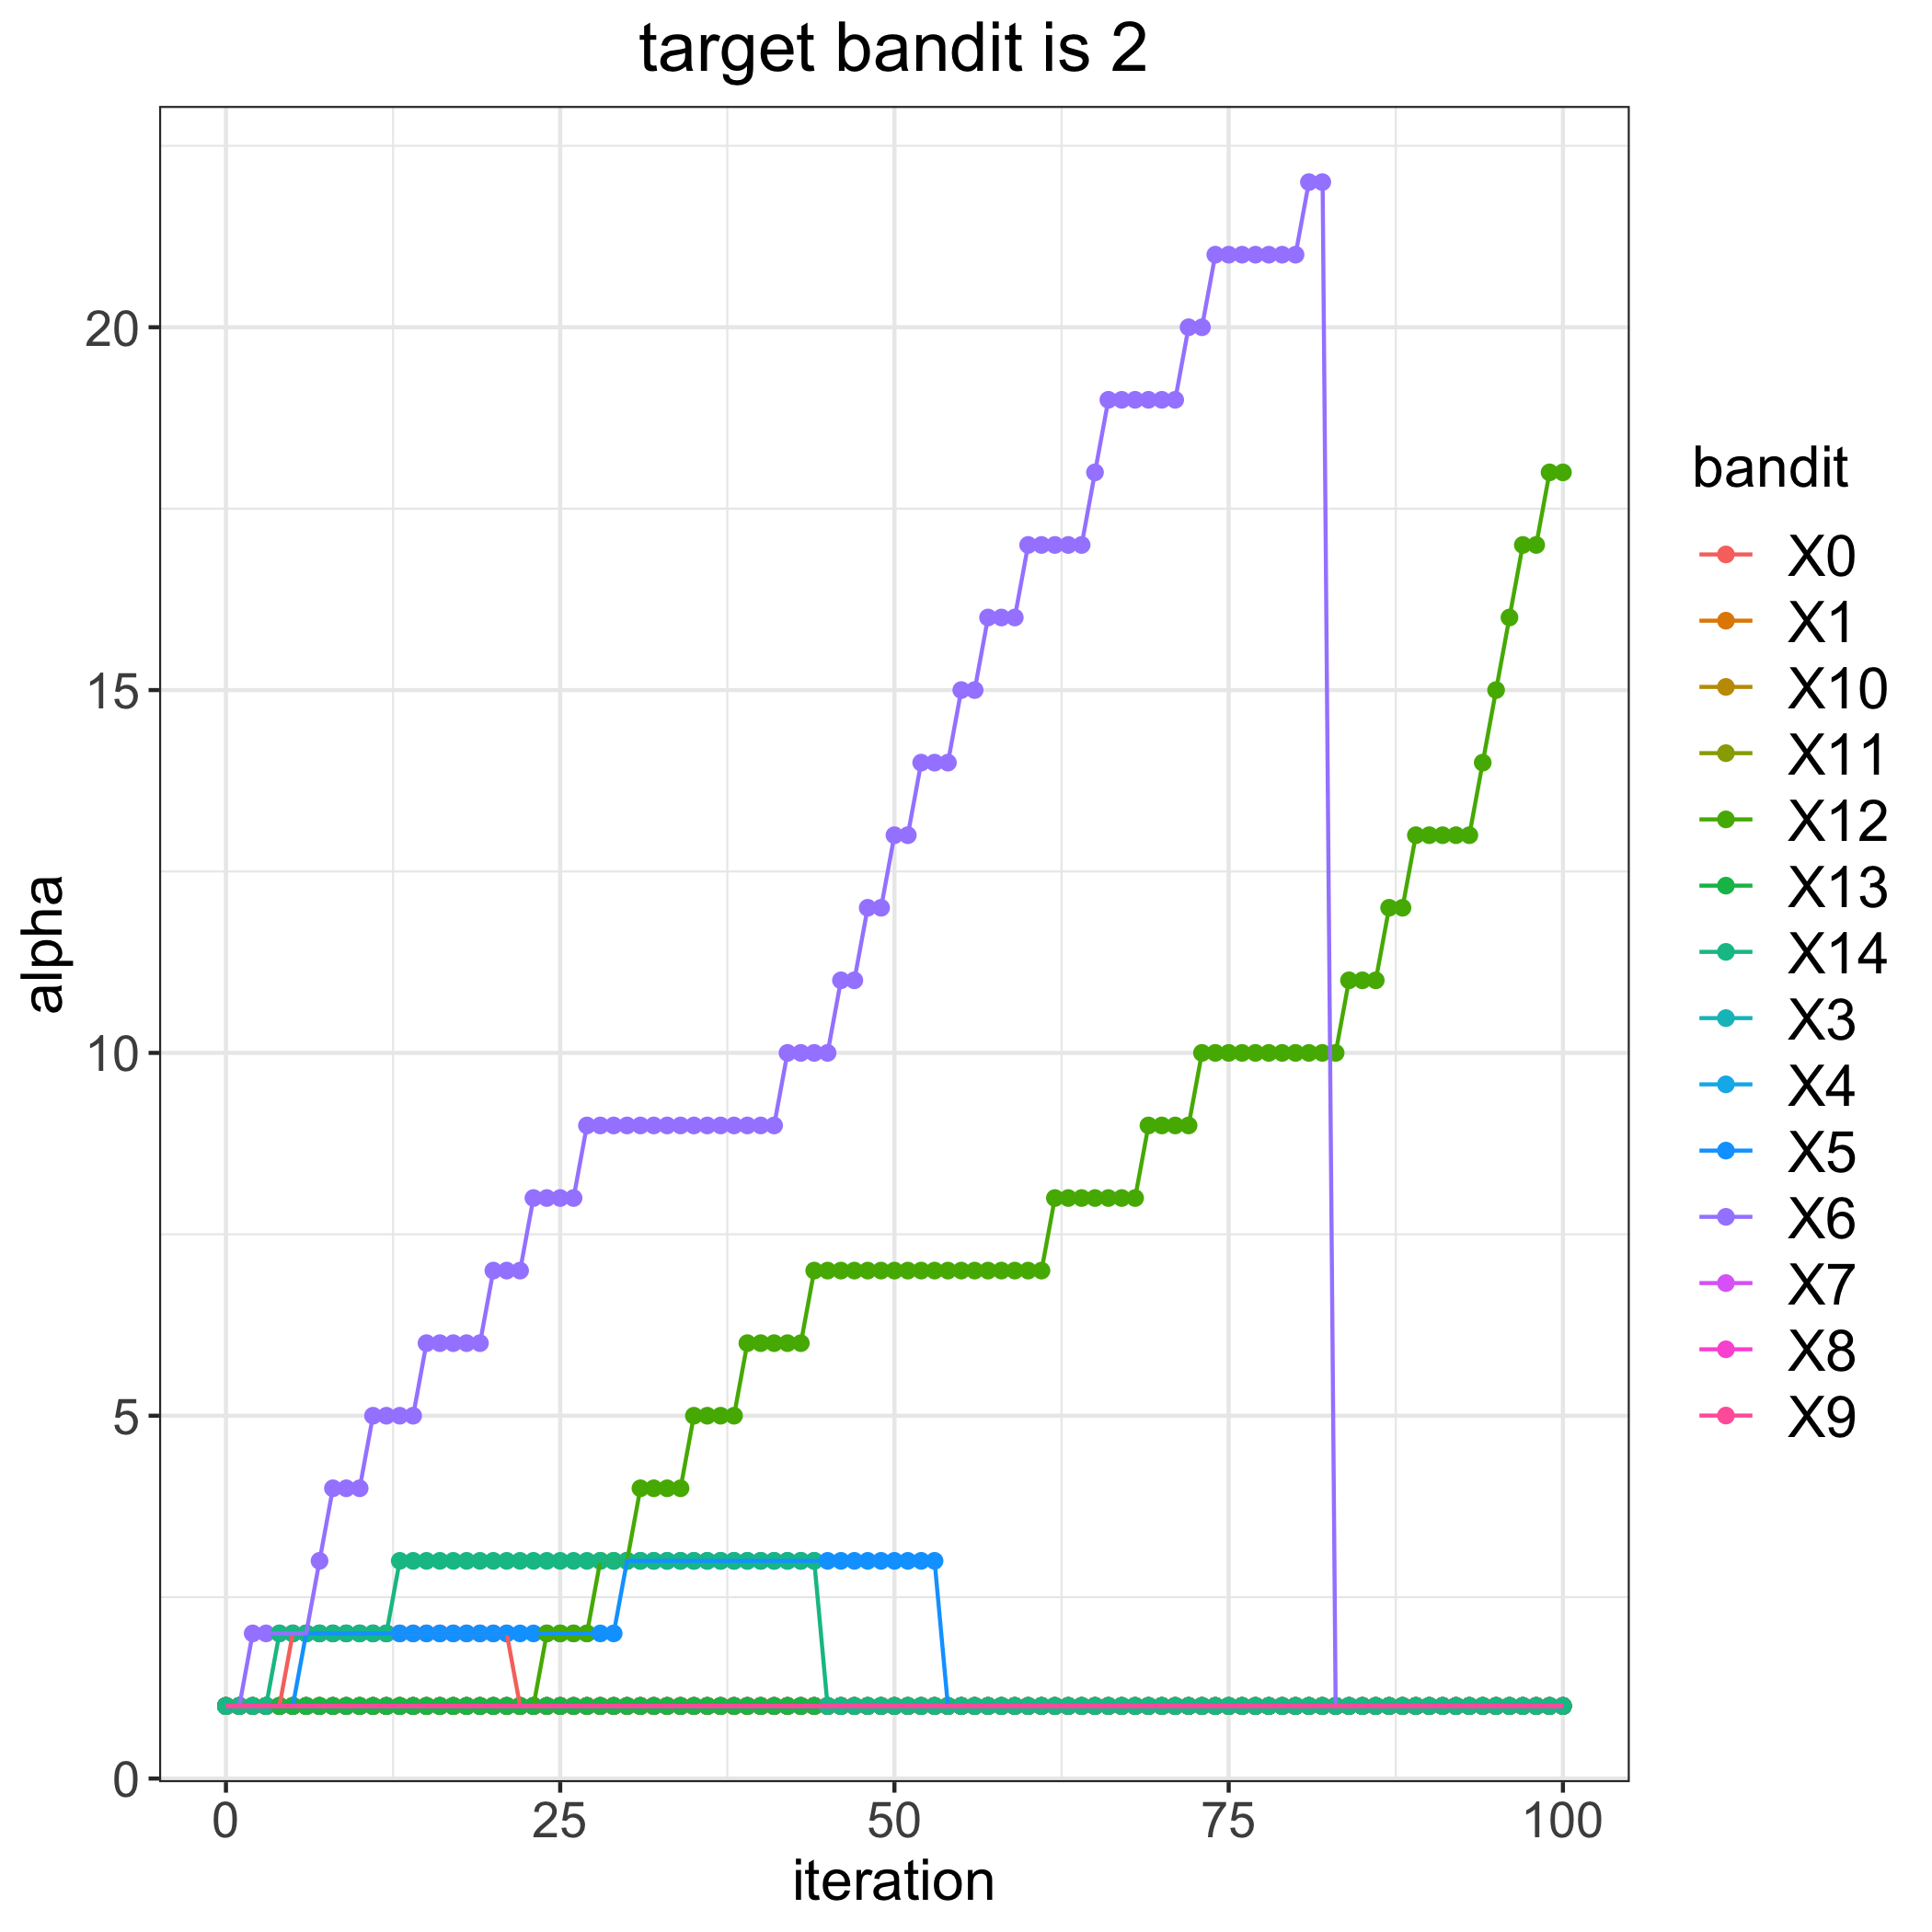 target bandit is 2
alpha
20
15
10
5
0
0 25 50 75 100
iteration
bandit
X0
X1
X10
X11
X12
X13
X14
X3
X4
X5
X6
X7
X8
X9